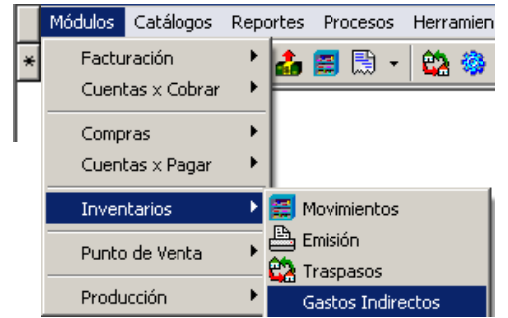 Módulos Catálogos Reportes Procesos Herramien
*
Facturación
Cuentas x Cobrar
Compras
Cuentas x Pagar
Inventarios
Movimientos
Emisión
Traspasos
Gastos Indirectos
Punto de Venta
Producción